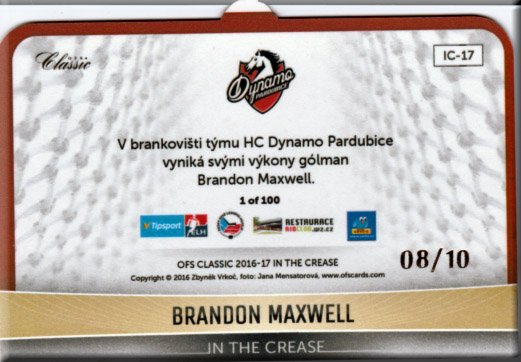 OFS
Classic
IC-17
Dynamo
PARDUBICE
V brankovišti týmu HC Dynamo Pardubice
vyniká svými výkony gólman
Brandon Maxwell.
1 of 100
Tipsport
ELH
RESTAURACE
08/10
OFS CLASSIC 2016-17 IN THE CREASE
Copyright © 2016 Zbyněk Vrkoč, foto: Jana Mensatorová, www.ofscards.com
BRANDON MAXWELL
IN THE CREASE